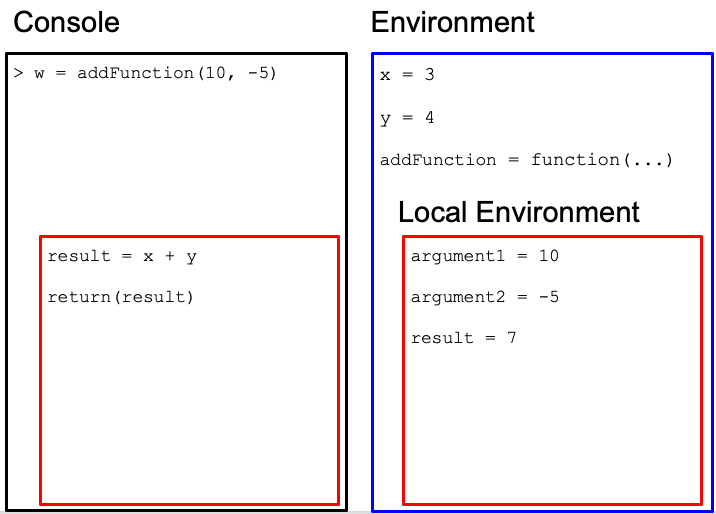 Console
> w = addFunction(10, -5)
result = x + y
return(result)
Environment
x = 3
y = 4
addFunction = function(...)
Local Environment
argument1 = 10
argument2 = -5
result = 7